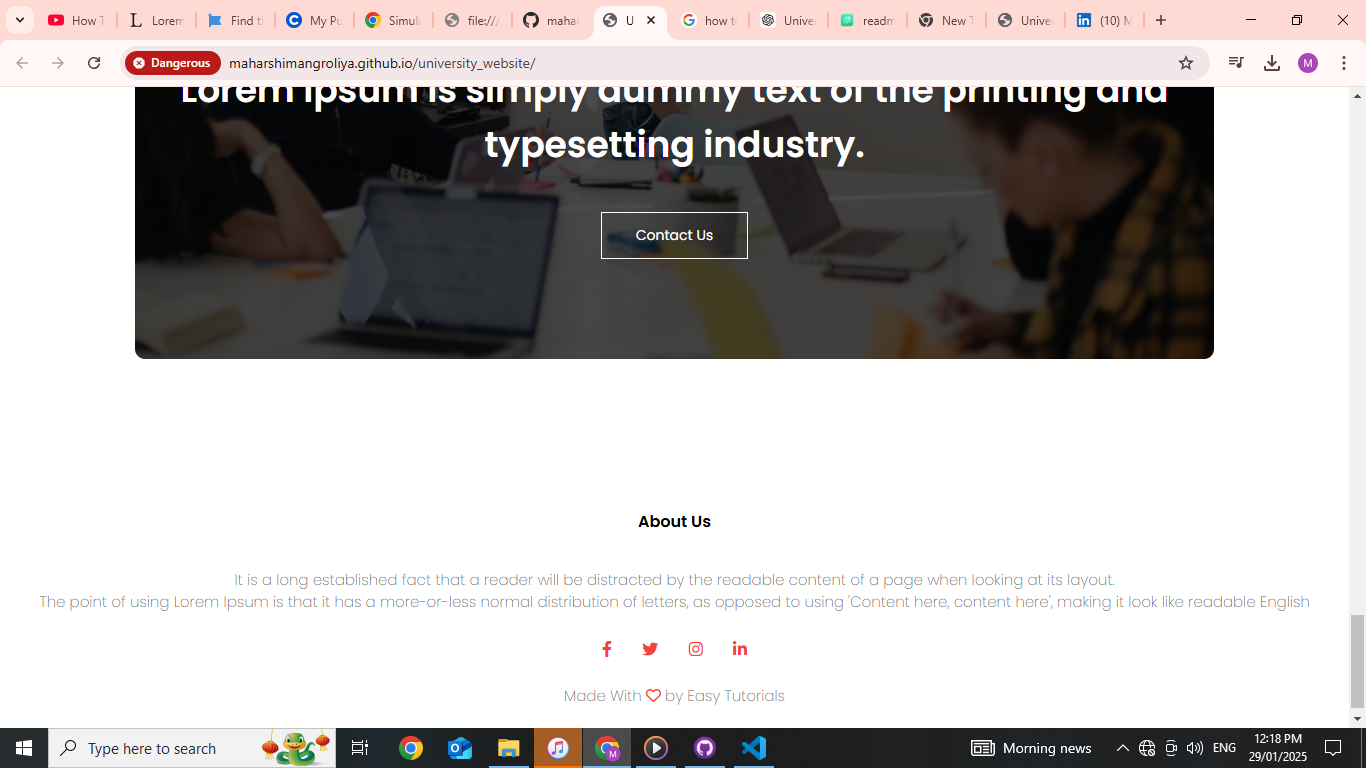 How T
Lorem
Find th
My Pu
Simula
file:///
mahar
U
how to
Univer
readm
New T
Univer
(10) M
Dangerous
maharshimangroliya.github.io/university_website/
M
Lorem Ipsum is simply dummy text of the printing and
typesetting industry.
Contact Us
About Us
It is a long established fact that a reader will be distracted by the readable content of a page when looking at its layout.
The point of using Lorem Ipsum is that it has a more-or-less normal distribution of letters, as opposed to using 'Content here, content here', making it look like readable English
Made With by Easy Tutorials
Type here to search
Morning news
ENG
12:18 PM
29/01/2025